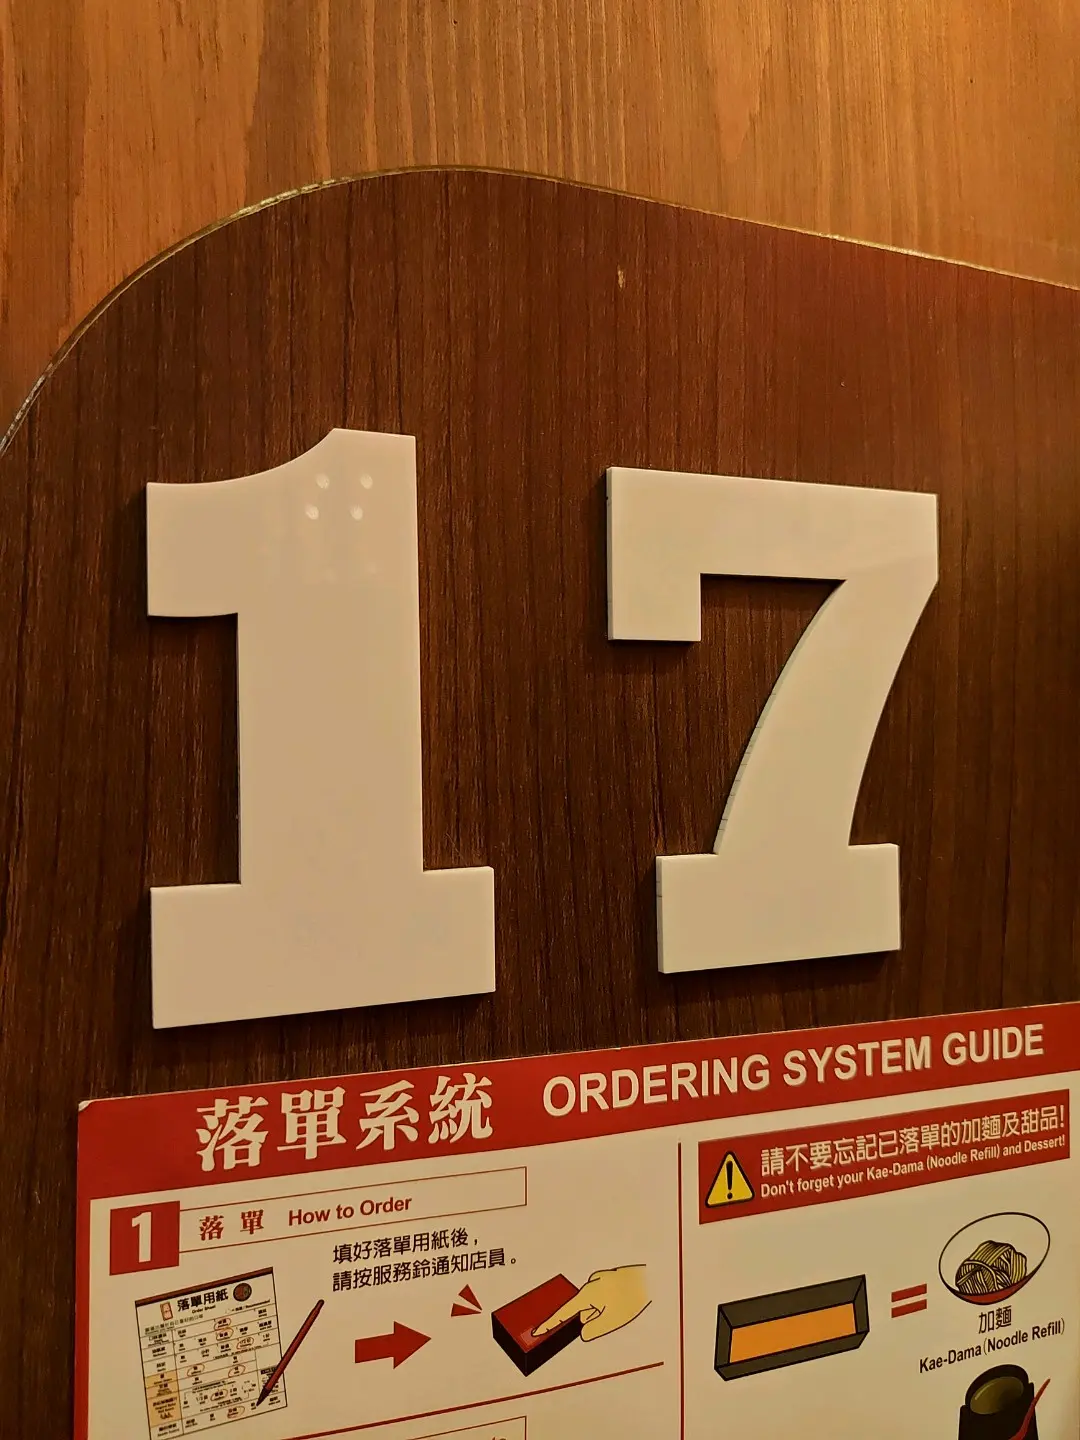 17
落單系統 ORDERING SYSTEM GUIDE
1 落單 How to Order
填好落單用紙後,
請按服務鈴通知店員。
落單用紙
Order Sheet
請不要忘記已落單的加麵及甜品!
Don't forget your Kae-Dama (Noodle Refill) and Dessert!
加麵
Kae-Dama (Noodle Refill)